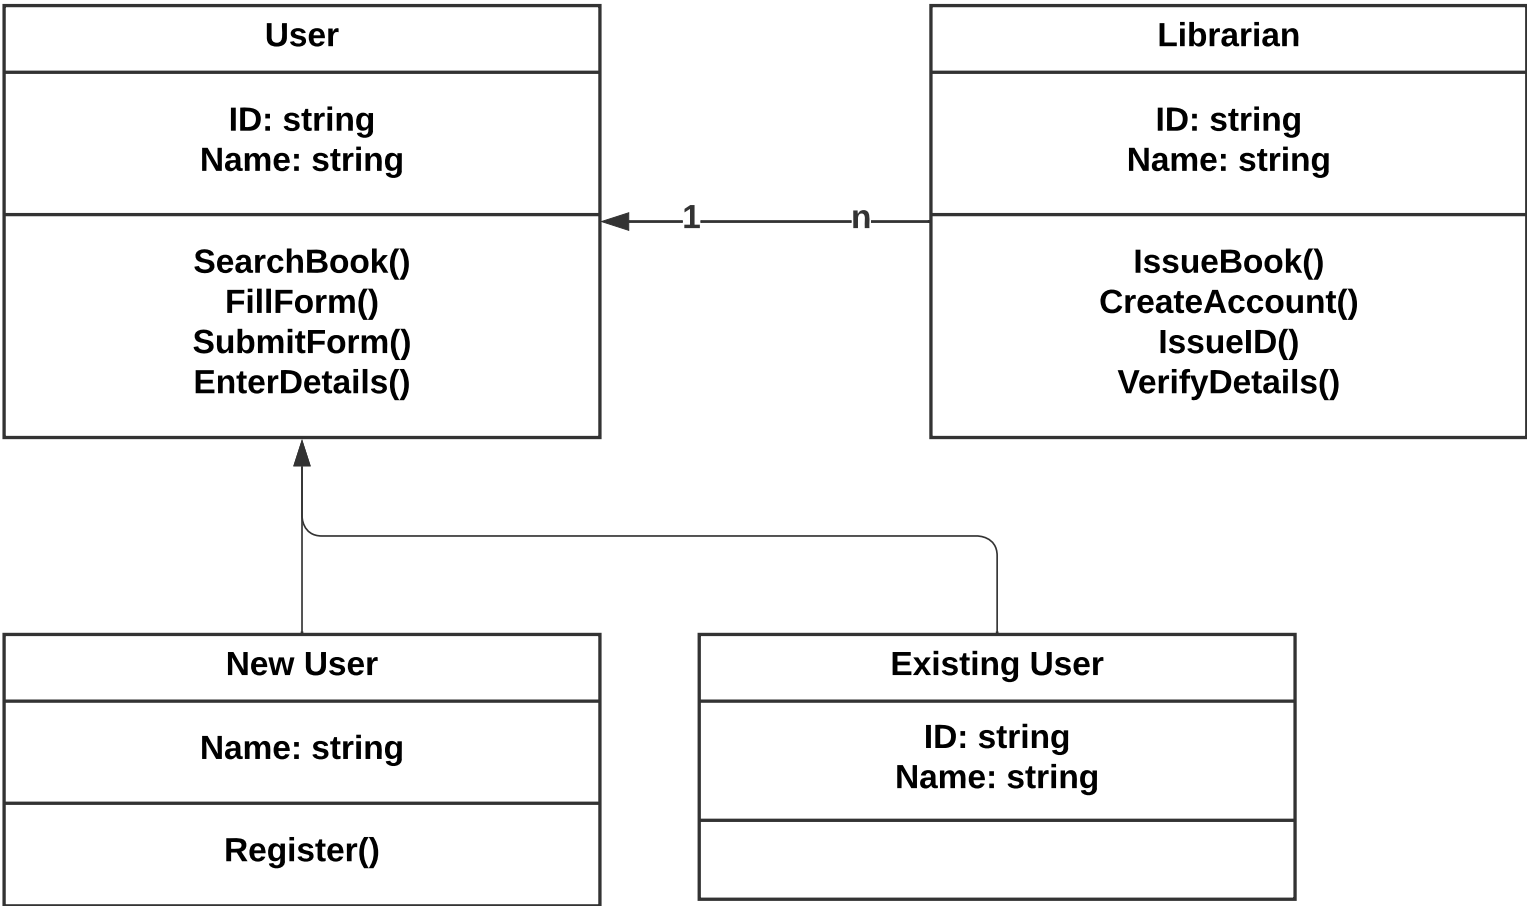 User
ID: string
Name: string
SearchBook()
FillForm()
SubmitForm()
EnterDetails()
1
n
Librarian
ID: string
Name: string
IssueBook()
CreateAccount()
IssueID()
VerifyDetails()
New User
Name: string
Register()
Existing User
ID: string
Name: string